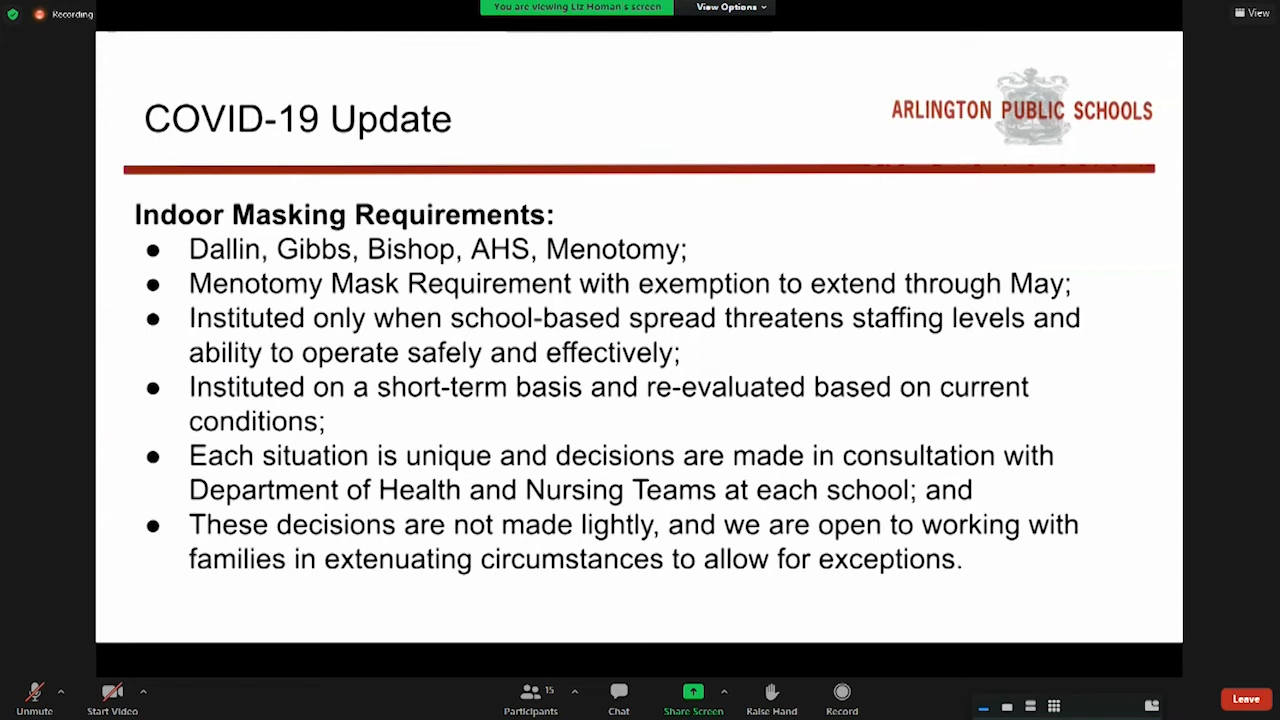 Recording
You are viewing Liz Homan's screen
View Options
View
COVID-19 Update
ARLINGTON PUBLIC SCHOOLS
Indoor Masking Requirements:
● Dallin, Gibbs, Bishop, AHS, Menotomy;
● Menotomy Mask Requirement with exemption to extend through May;
● Instituted only when school-based spread threatens staffing levels and
ability to operate safely and effectively;
● Instituted on a short-term basis and re-evaluated based on current
conditions;
● Each situation is unique and decisions are made in consultation with
Department of Health and Nursing Teams at each school; and
● These decisions are not made lightly, and we are open to working with
families in extenuating circumstances to allow for exceptions.
Unmute
Start Video
15
Participants
Chat
Share Screen
Raise Hand
Record
Leave